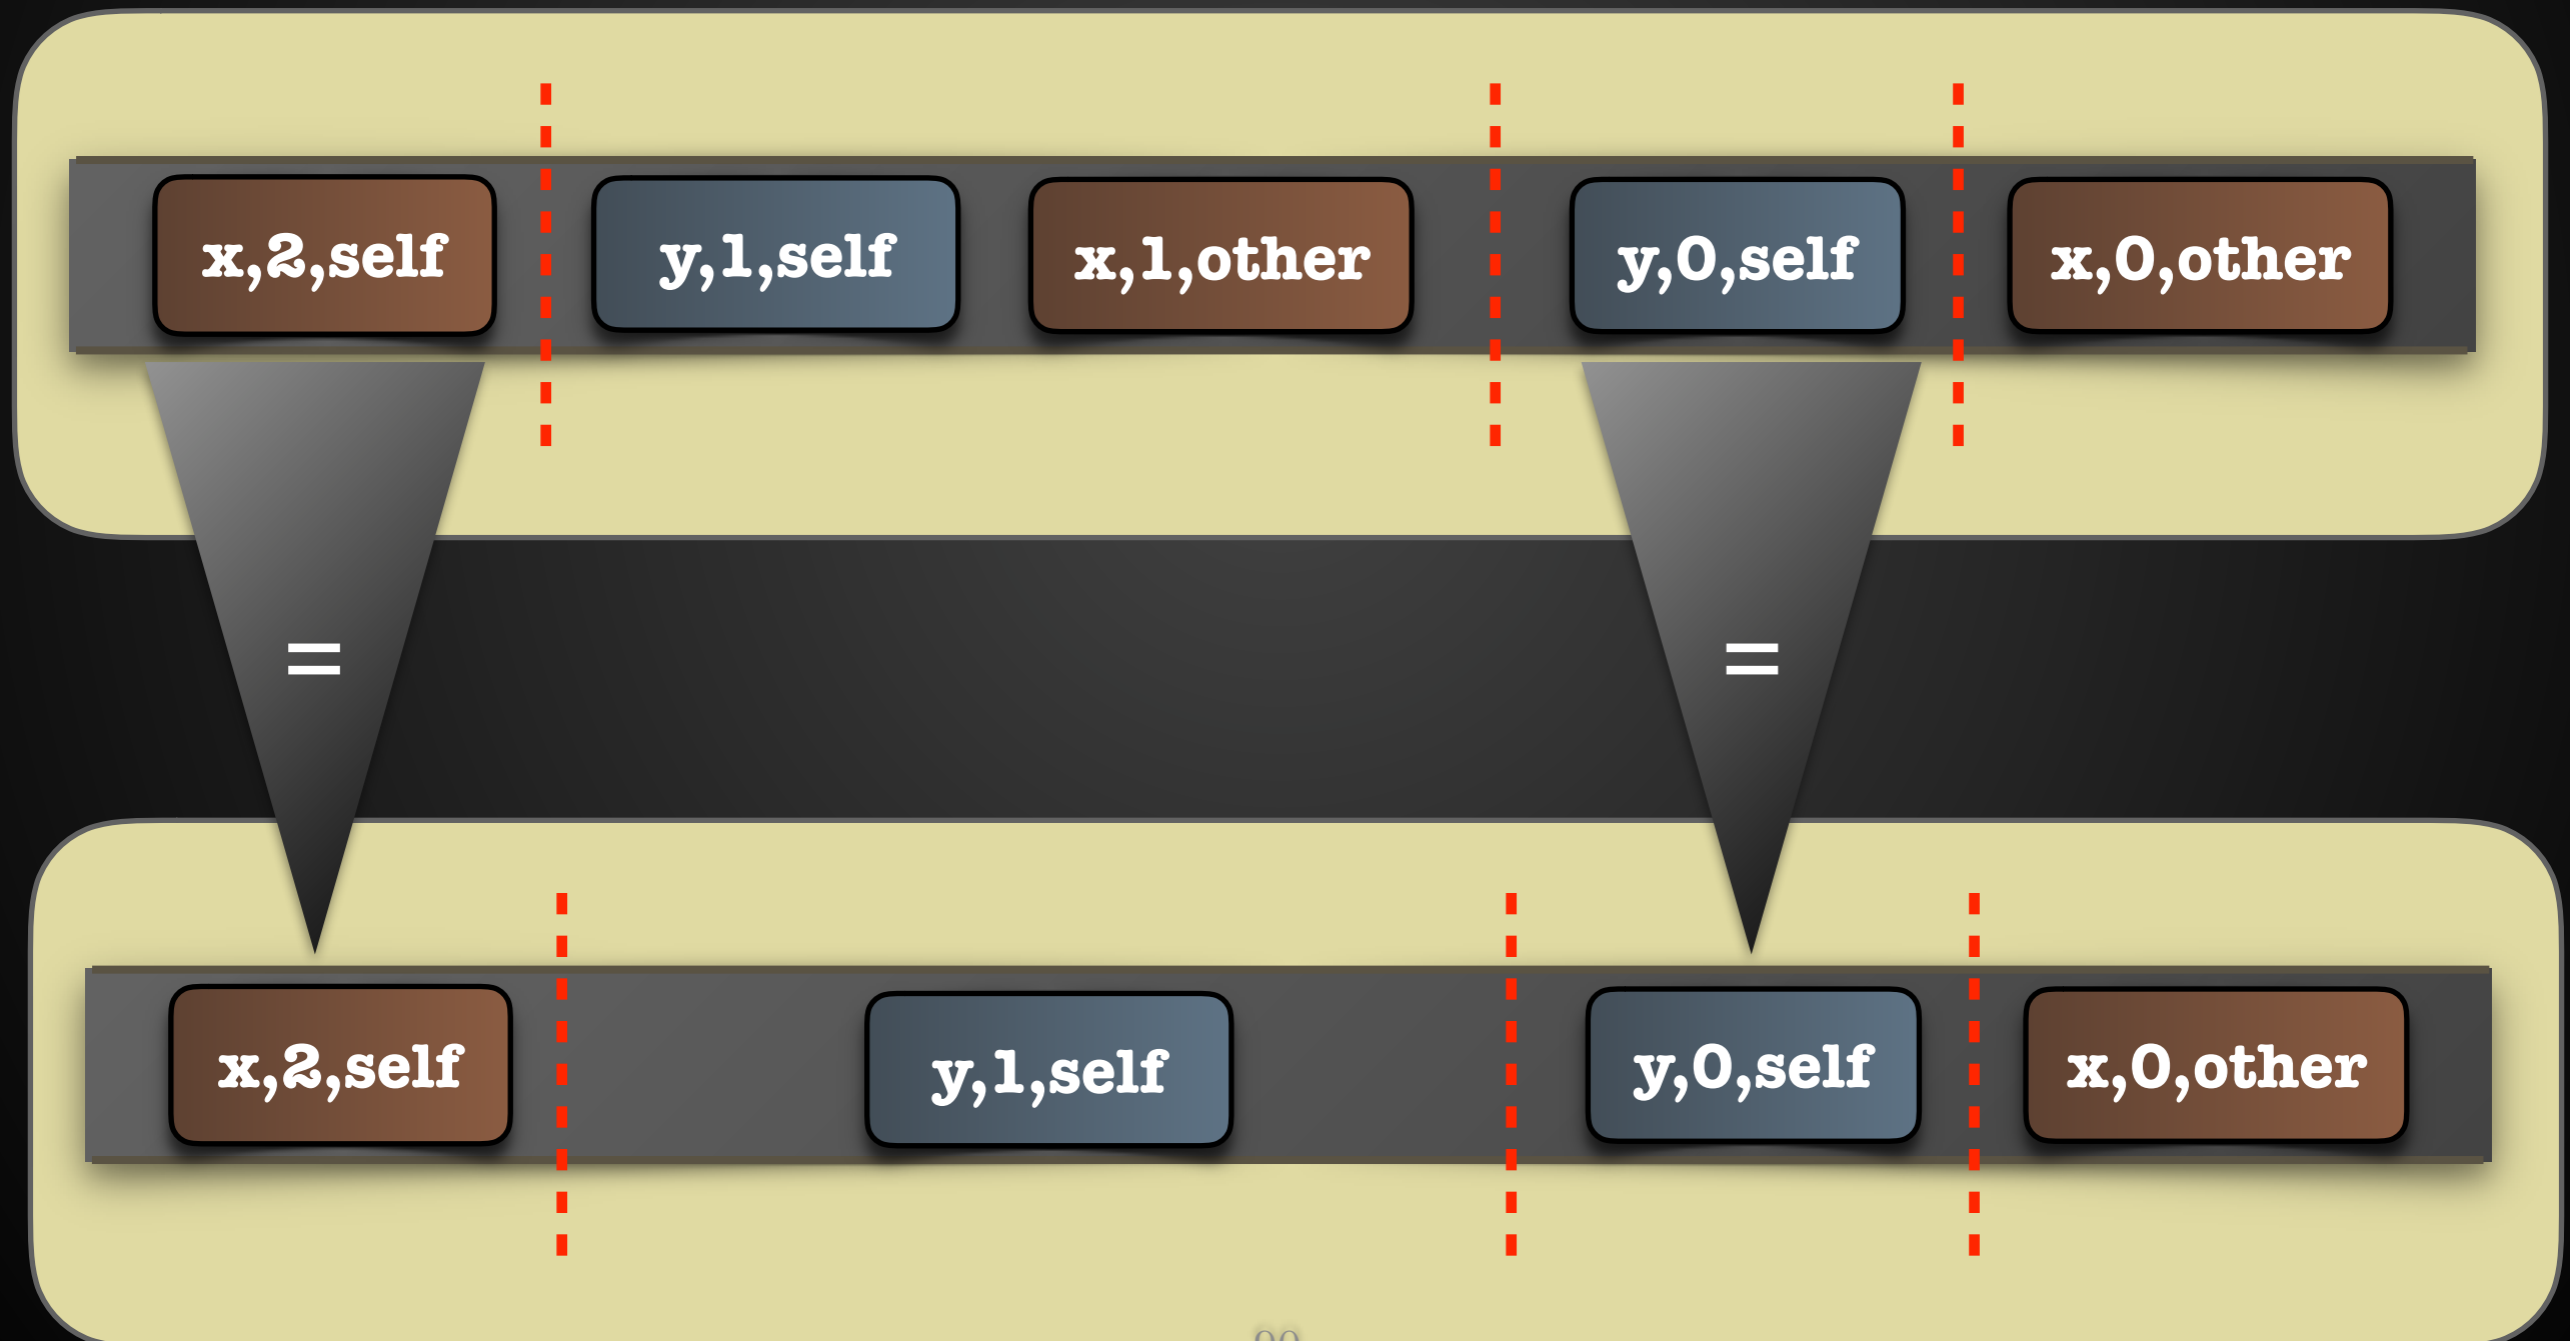 x,2,self y,1,self x,1,other y,0,self x,0,other
= =
x,2,self y,1,self y,0,self x,0,other